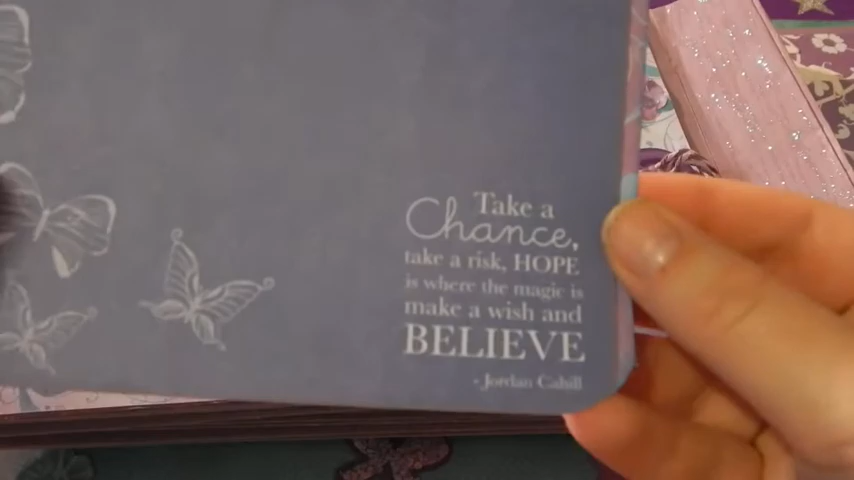 Take a
Chance,
take a risk, HOPE
is where the magic is
make a wish and
BELIEVE
- Jordan Cahill